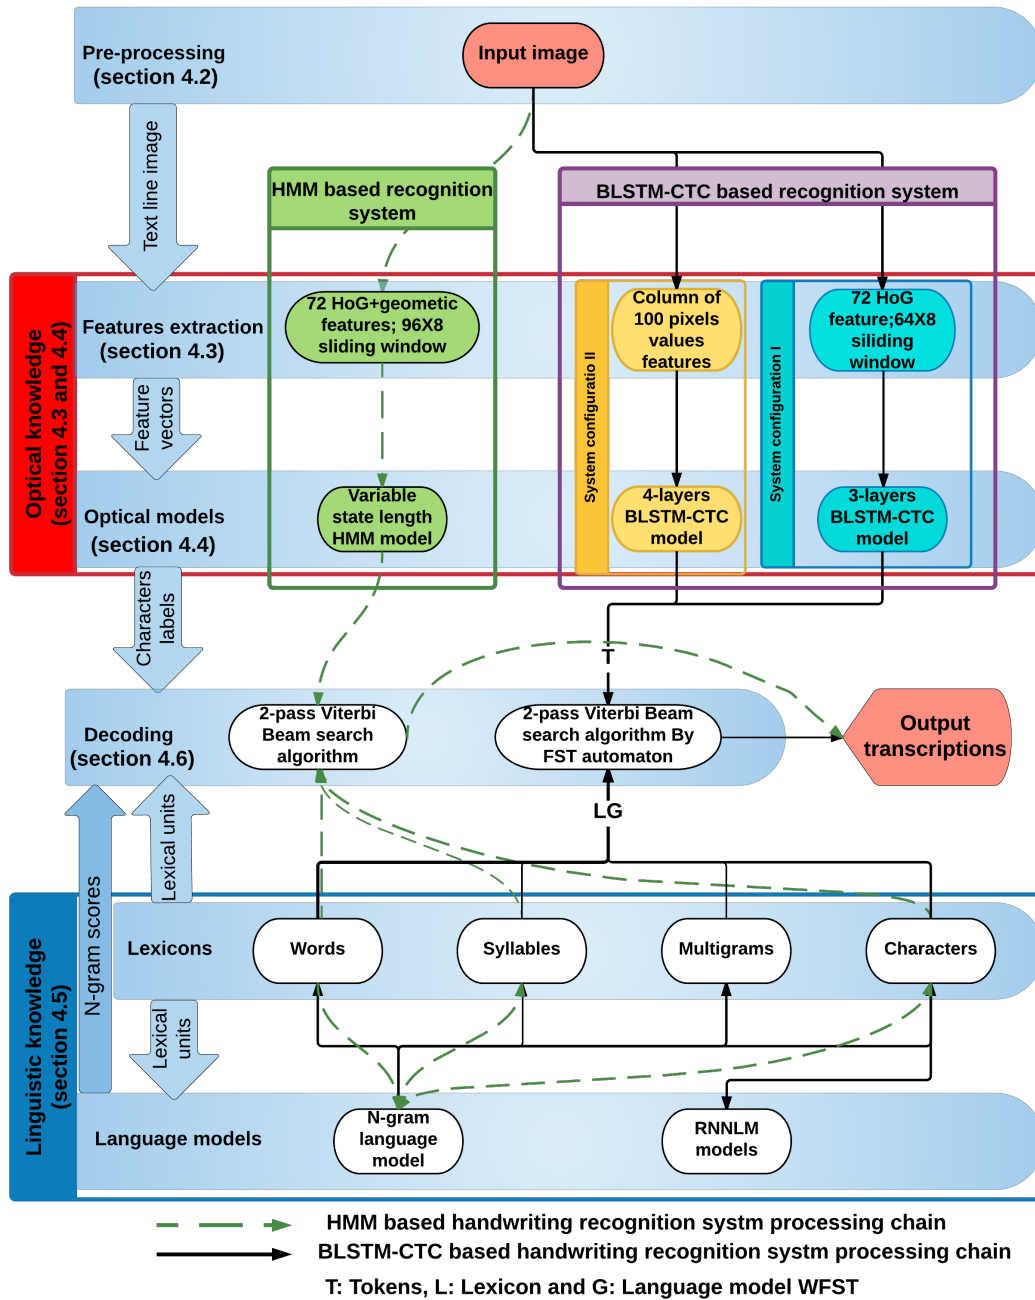 Pre-processing
(section 4.2)
Input image
Text line image
HMM based recognition
system
BLSTM-CTC based recognition system
Optical knowledge
(section 4.3 and 4.4)
Features extraction
(section 4.3)
72 HoG+geometic
features; 96X8
sliding window
System configuratio II
Column of
100 pixels
values
features
System configuration I
72 HoG
feature;64X8
siliding
window
Feature
vectors
Optical models
(section 4.4)
Variable
state length
HMM model
4-layers
BLSTM-CTC
model
3-layers
BLSTM-CTC
model
Characters
labels
T
Decoding
(section 4.6)
2-pass Viterbi
Beam search
algorithm
2-pass Viterbi Beam
search algorithm By
FST automaton
Output
transcriptions
LG
N-gram scores
Lexical units
Linguistic knowledge
(section 4.5)
Lexicons
Words
Syllables
Multigrams
Characters
Lexical
units
Language models
N-gram
language
model
RNNLM
models
HMM based handwriting recognition systm processing chain
BLSTM-CTC based handwriting recognition systm processing chain
T: Tokens, L: Lexicon and G: Language model WFST